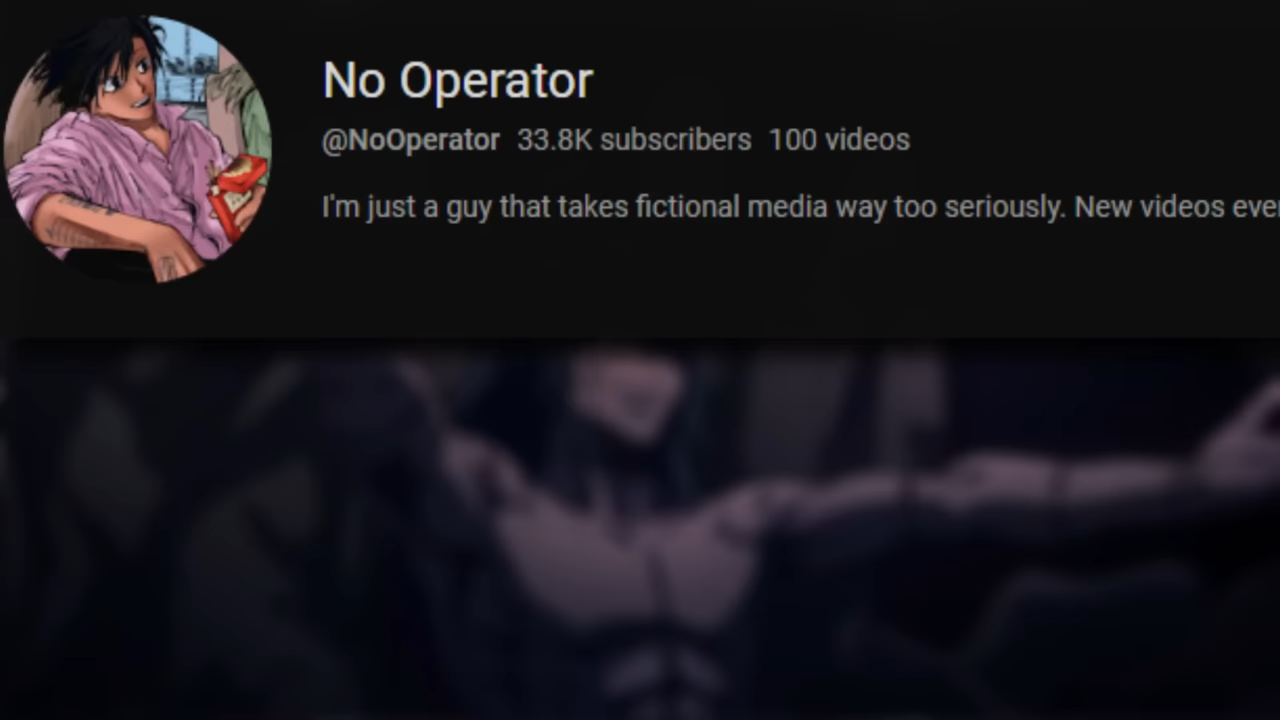 No Operator
@NoOperator 33.8K subscribers 100 videos
I'm just a guy that takes fictional media way too seriously. New videos ever